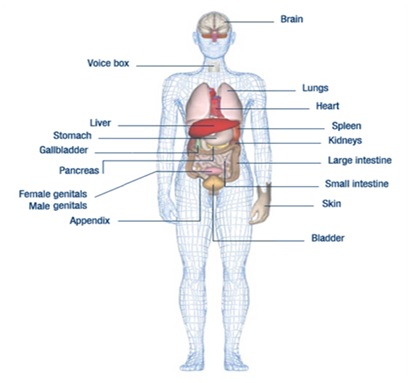 Brain
Voice box
Lungs
Heart
Liver
Spleen
Stomach
Kidneys
Gallbladder
Large intestine
Pancreas
Small intestine
Female genitals
Male genitals
Skin
Appendix
Bladder